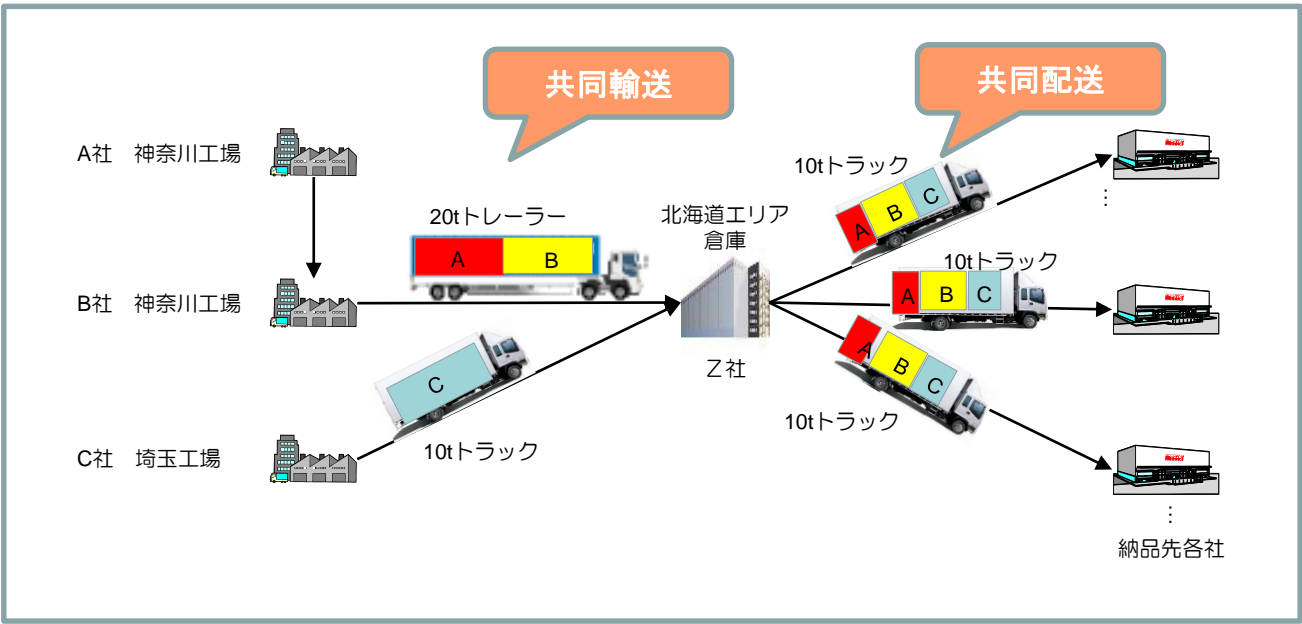 共同輸送
共同配送
A社　神奈川工場
10tトラック
20tトレーラー
北海道エリア
倉庫
A
B
C
A B
10tトラック
B社　神奈川工場
A B C
Z社
C
A
B
C
10tトラック
10tトラック
C社　埼玉工場
⋮
⋮
納品先各社